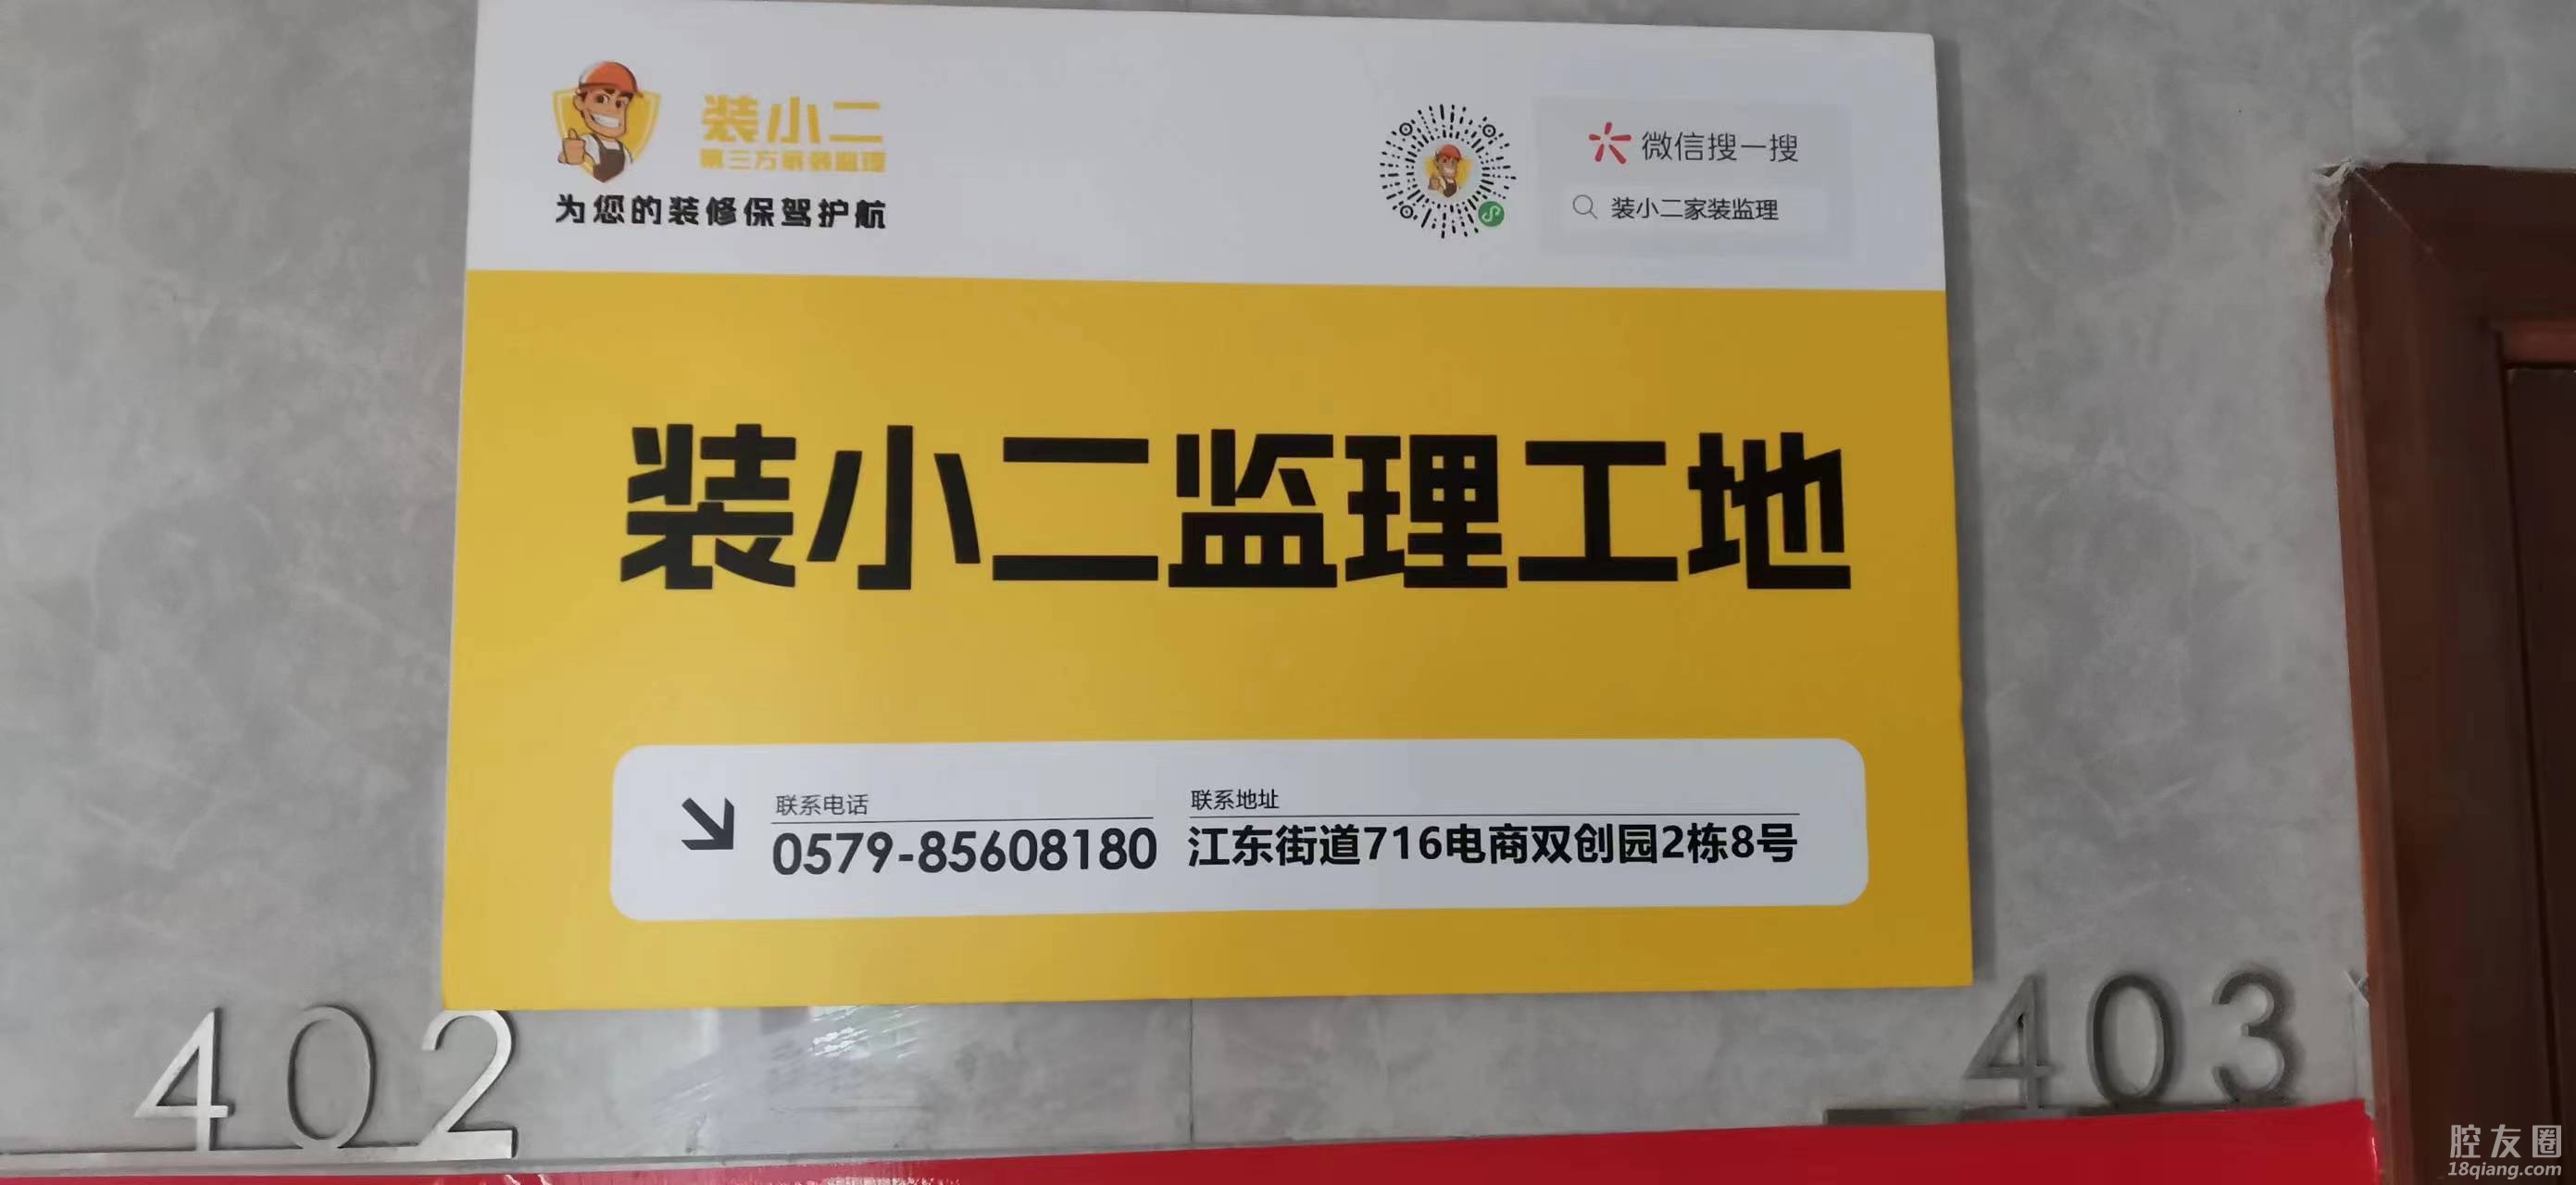 装小二
第三方家装监理
为您的装修保驾护航
微信搜一搜
装小二家装监理
装小二监理工地
联系电话
0579-85608180
联系地址
江东街道716电商双创园2栋8号
402
403
腔友圈
18qiang.com